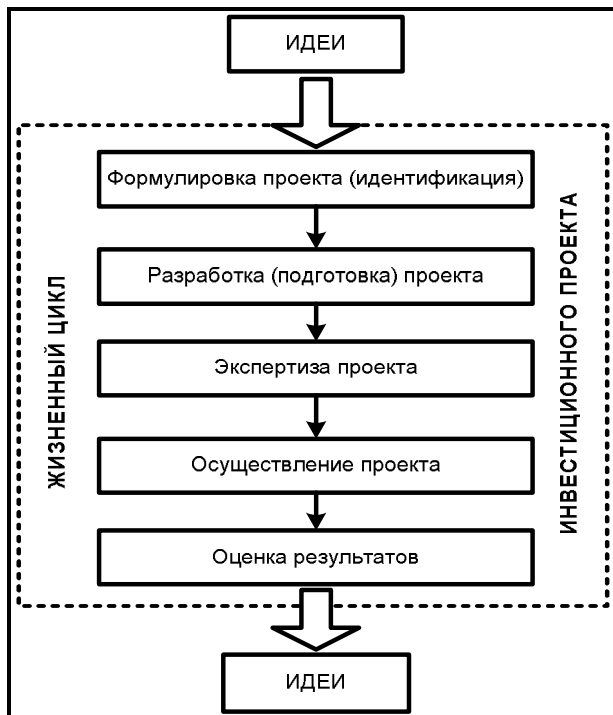 ИДЕИ
Формулировка проекта (идентификация)
Разработка (подготовка) проекта
Экспертиза проекта
Осуществление проекта
Оценка результатов
ЖИЗНЕННЫЙ ЦИКЛ
ИНВЕСТИЦИОННОГО ПРОЕКТА
ИДЕИ